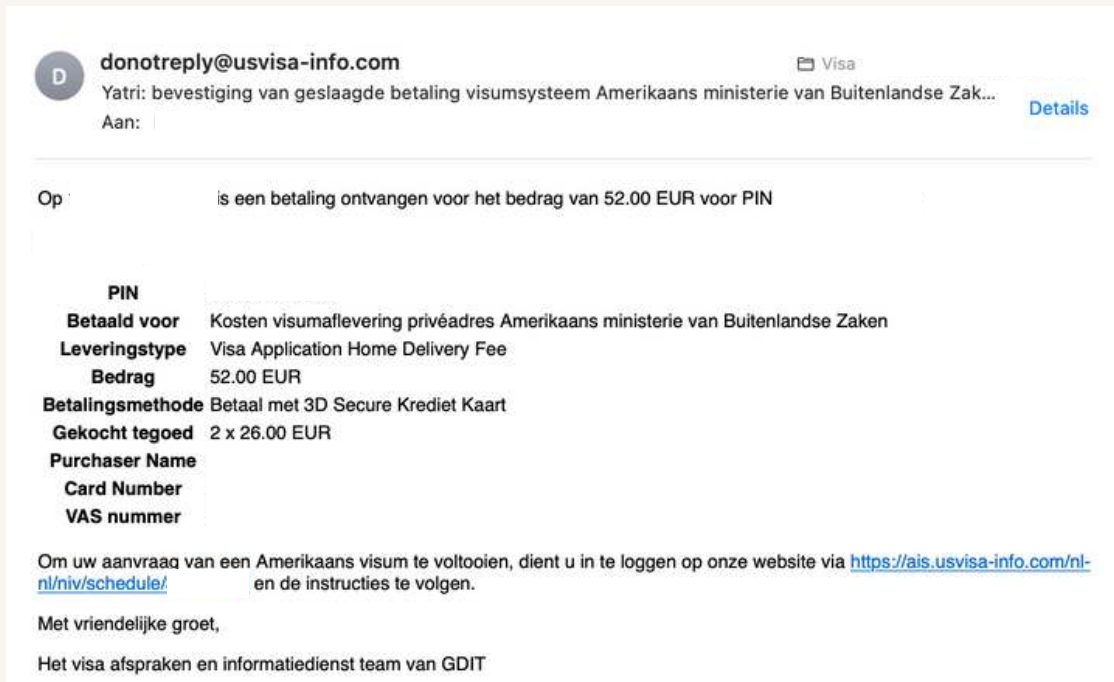 D
donotreply@usvisa-info.com
Visa
Yatri: bevestiging van geslaagde betaling visumsysteem Amerikaans ministerie van Buitenlandse Zak...
Details
Aan:
Op is een betaling ontvangen voor het bedrag van 52.00 EUR voor PIN
PIN
Betaald voor Kosten visumaflevering privéadres Amerikaans ministerie van Buitenlandse Zaken
Leveringstype Visa Application Home Delivery Fee
Bedrag 52.00 EUR
Betalingsmethode Betaal met 3D Secure Krediet Kaart
Gekocht tegoed 2 x 26.00 EUR
Purchaser Name
Card Number
VAS nummer
Om uw aanvraag van een Amerikaans visum te voltooien, dient u in te loggen op onze website via https://ais.usvisa-info.com/nl-
nl/niv/schedule/ en de instructies te volgen.
Met vriendelijke groet,
Het visa afspraken en informatiedienst team van GDIT